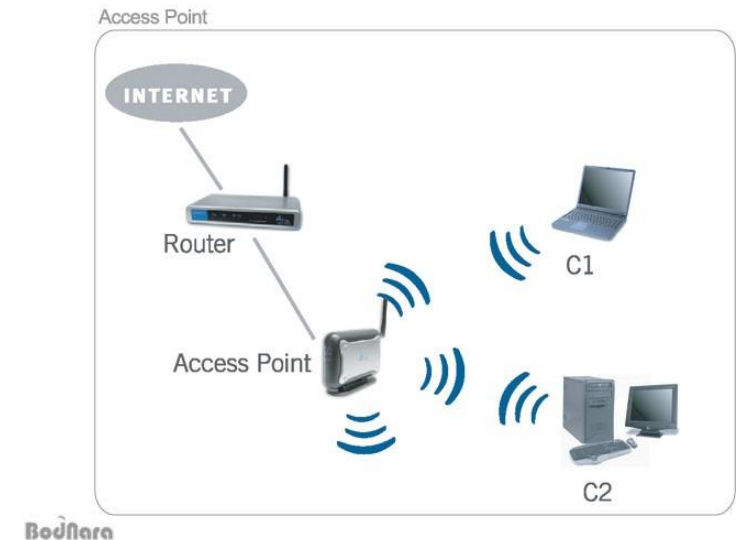 Access Point
INTERNET
Router
C1
Access Point
C2
BodNara